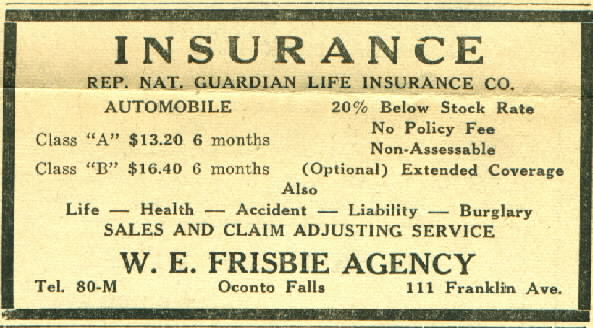 INSURANCE
REP. NAT. GUARDIAN LIFE INSURANCE CO.
AUTOMOBILE 20% Below Stock Rate
No Policy Fee
Class "A" $13.20 6 months
Non-Assessable
Class "B" $16.40 6 months (Optional) Extended Coverage
Also
Life — Health — Accident — Liability — Burglary
SALES AND CLAIM ADJUSTING SERVICE
W. E. FRISBIE AGENCY
Tel. 80-M Oconto Falls 111 Franklin Ave.